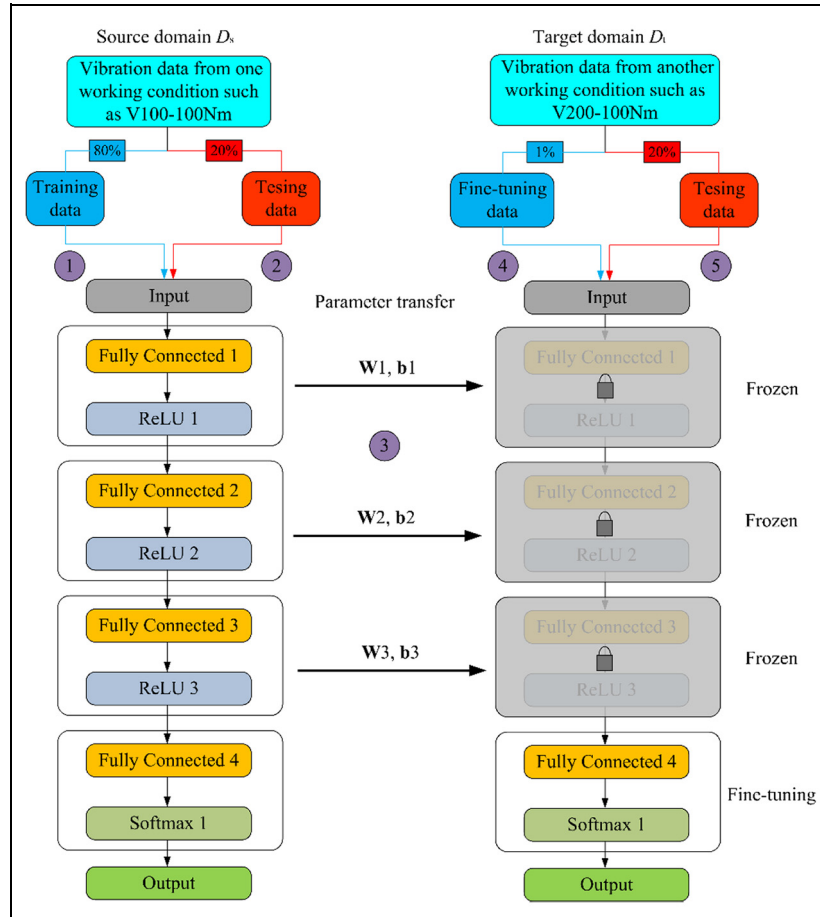 Source domain Ds
Target domain Dt
Vibration data from one
working condition such
as V100-100Nm
Vibration data from another
working condition such as
V200-100Nm
80%
20%
1%
20%
Training
data
Tesing
data
Fine-tuning
data
Tesing
data
1
2
4
5
Input
Parameter transfer
Input
Fully Connected 1
W1, b1
Fully Connected 1
Frozen
ReLU 1
ReLU 1
3
Fully Connected 2
Fully Connected 2
W2, b2
Frozen
ReLU 2
ReLU 2
Fully Connected 3
Fully Connected 3
W3, b3
Frozen
ReLU 3
ReLU 3
Fully Connected 4
Fully Connected 4
Fine-tuning
Softmax 1
Softmax 1
Output
Output